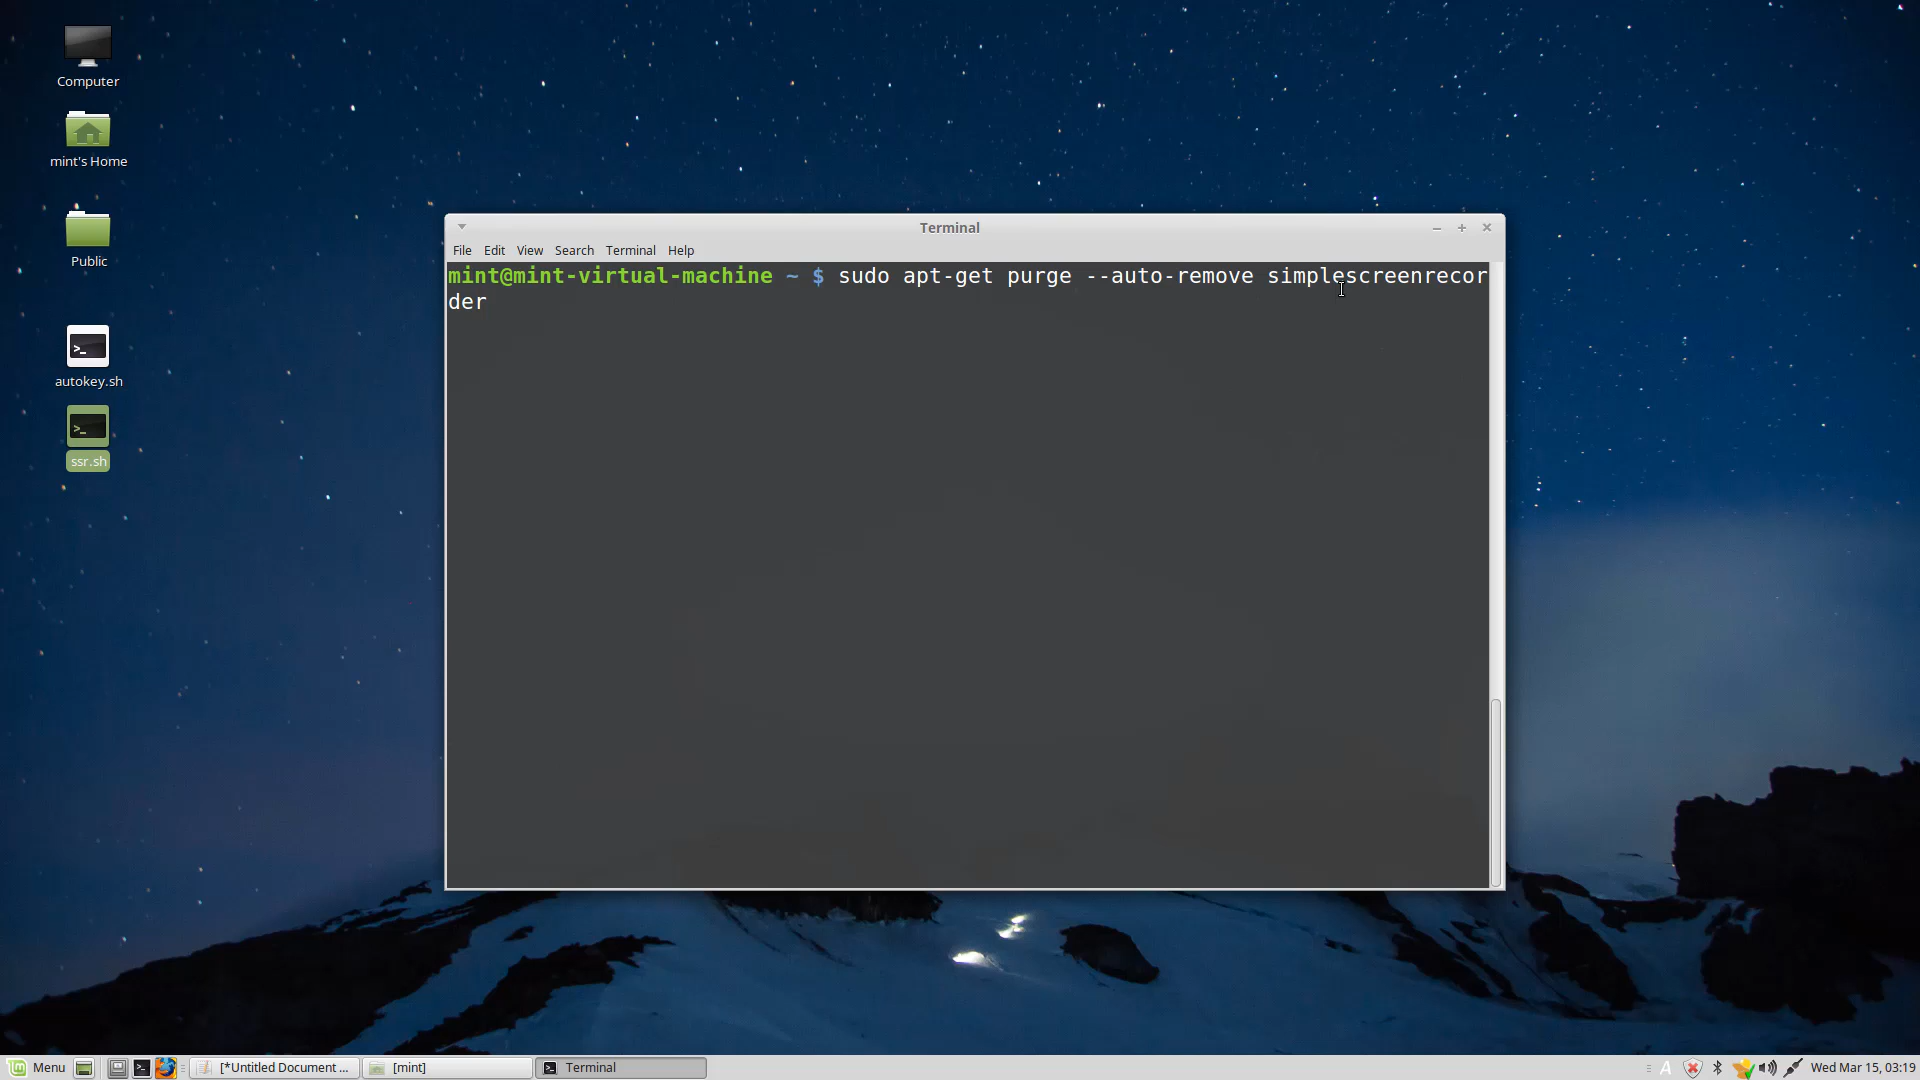 Computer
mint's Home
Public
autokey.sh
ssr.sh
Terminal
File Edit View Search Terminal Help
mint@mint-virtual-machine ~ $ sudo apt-get purge --auto-remove simplescreenrecor
der
Menu
[*Untitled Document ...
[mint]
Terminal
A
Wed Mar 15, 03:19